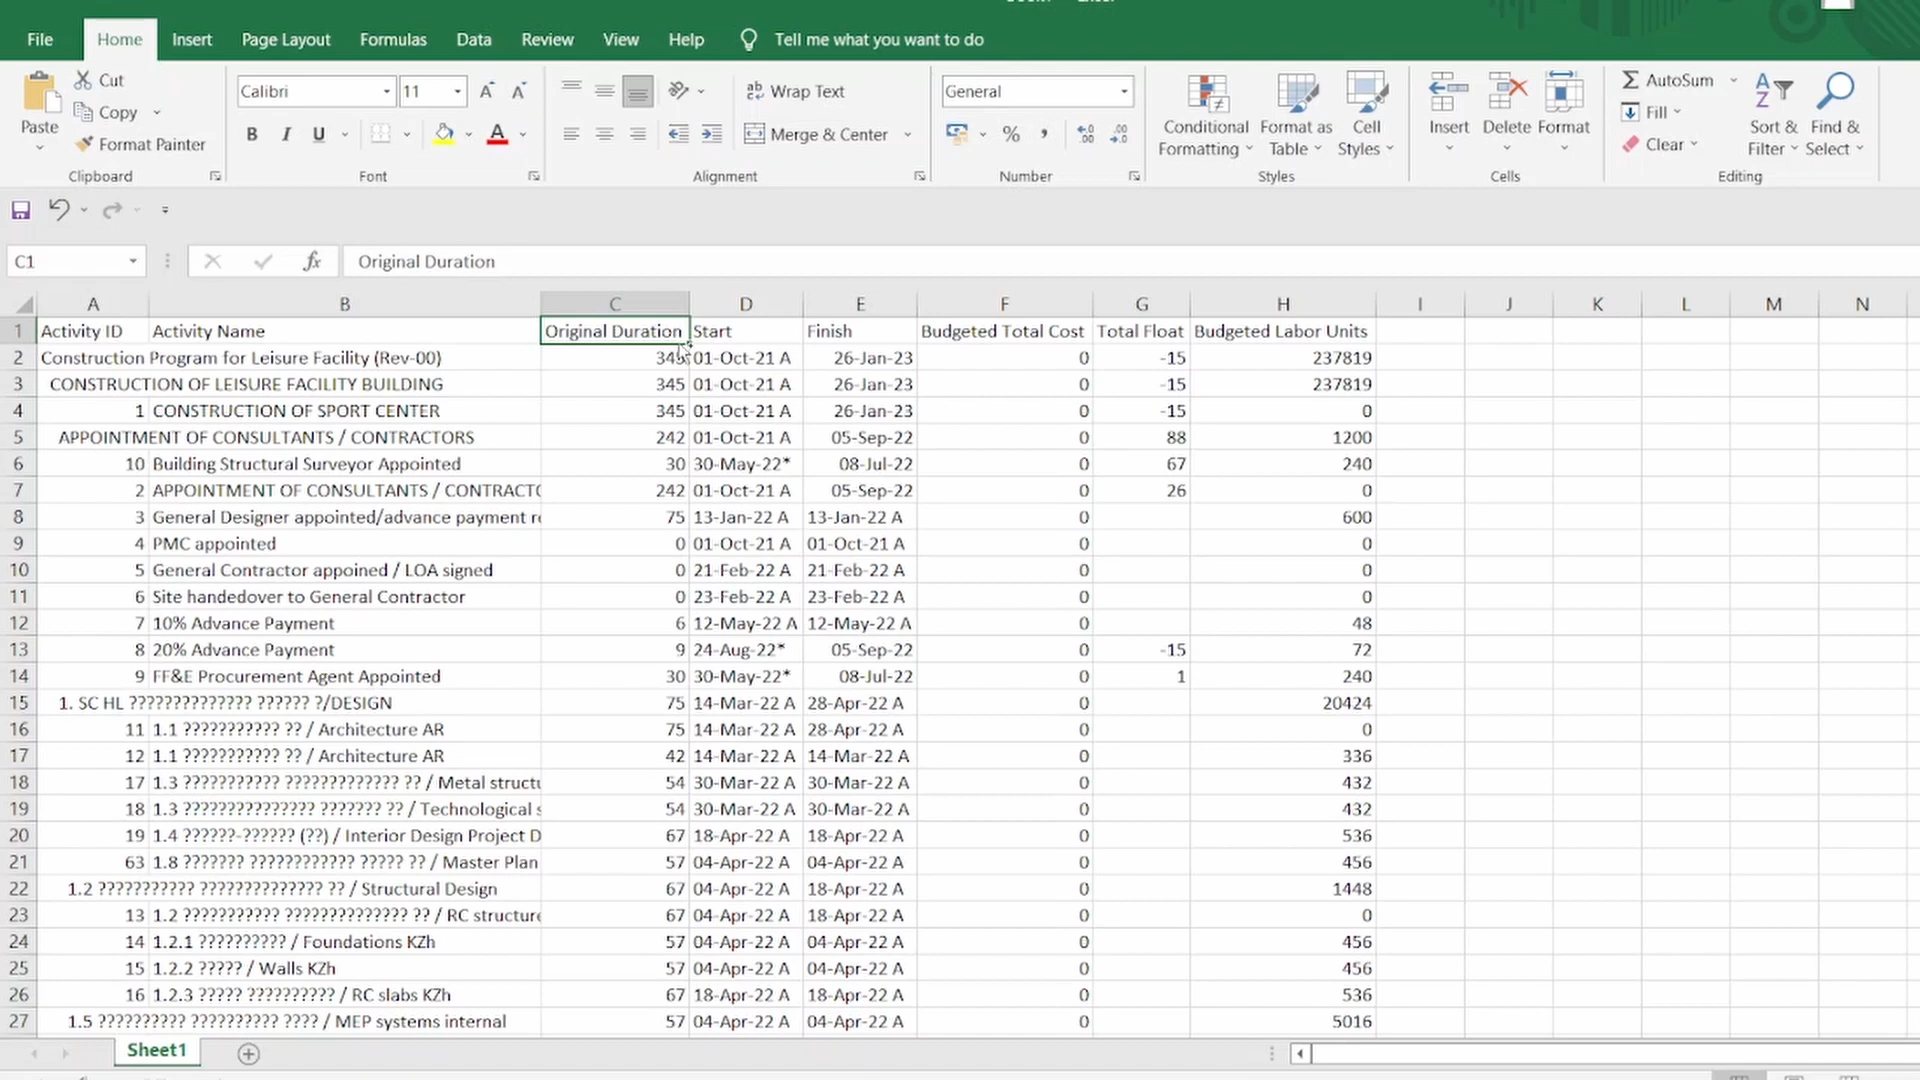 File Home Insert Page Layout Formulas Data Review View Help Tell me what you want to do
Paste Cut Copy Format Painter Clipboard
Calibri 11 B I U A Font
Wrap Text Merge & Center Alignment
General % , Number
Conditional Formatting Format as Table Cell Styles Styles
Insert Delete Format Cells
AutoSum Fill Clear Sort & Filter Find & Select Editing
C1 fx Original Duration
A B C D E F G H I J K L M N
1 Activity ID Activity Name Original Duration Start Finish Budgeted Total Cost Total Float Budgeted Labor Units
2 Construction Program for Leisure Facility (Rev-00) 345 01-Oct-21 A 26-Jan-23 0 -15 237819
3 CONSTRUCTION OF LEISURE FACILITY BUILDING 345 01-Oct-21 A 26-Jan-23 0 -15 237819
4 1 CONSTRUCTION OF SPORT CENTER 345 01-Oct-21 A 26-Jan-23 0 -15 0
5 APPOINTMENT OF CONSULTANTS / CONTRACTORS 242 01-Oct-21 A 05-Sep-22 0 88 1200
6 10 Building Structural Surveyor Appointed 30 30-May-22* 08-Jul-22 0 67 240
7 2 APPOINTMENT OF CONSULTANTS / CONTRACTO 242 01-Oct-21 A 05-Sep-22 0 26 0
8 3 General Designer appointed/advance payment re 75 13-Jan-22 A 13-Jan-22 A 0 600
9 4 PMC appointed 0 01-Oct-21 A 01-Oct-21 A 0 0
10 5 General Contractor appoined / LOA signed 0 21-Feb-22 A 21-Feb-22 A 0 0
11 6 Site handedover to General Contractor 0 23-Feb-22 A 23-Feb-22 A 0 0
12 7 10% Advance Payment 6 12-May-22 A 12-May-22 A 0 48
13 8 20% Advance Payment 9 24-Aug-22* 05-Sep-22 0 -15 72
14 9 FF&E Procurement Agent Appointed 30 30-May-22* 08-Jul-22 0 1 240
15 1. SC HL ?????????????? ?????? ?/DESIGN 75 14-Mar-22 A 28-Apr-22 A 0 20424
16 11 1.1 ??????????? ?? / Architecture AR 75 14-Mar-22 A 28-Apr-22 A 0 0
17 12 1.1 ??????????? ?? / Architecture AR 42 14-Mar-22 A 14-Mar-22 A 0 336
18 17 1.3 ??????????? ????????????? ?? / Metal structu 54 30-Mar-22 A 30-Mar-22 A 0 432
19 18 1.3 ??????????????? ??????? ?? / Technological s 54 30-Mar-22 A 30-Mar-22 A 0 432
20 19 1.4 ??????-?????? (??) / Interior Design Project D 67 18-Apr-22 A 18-Apr-22 A 0 536
21 63 1.8 ??????? ???????????? ????? ?? / Master Plan 57 04-Apr-22 A 04-Apr-22 A 0 456
22 1.2 ??????????? ?????????????? ?? / Structural Design 67 04-Apr-22 A 18-Apr-22 A 0 1448
23 13 1.2 ??????????? ?????????????? ?? / RC structure 67 04-Apr-22 A 18-Apr-22 A 0 0
24 14 1.2.1 ?????????? / Foundations KZh 57 04-Apr-22 A 04-Apr-22 A 0 456
25 15 1.2.2 ????? / Walls KZh 57 04-Apr-22 A 04-Apr-22 A 0 456
26 16 1.2.3 ????? ?????????? / RC slabs KZh 67 18-Apr-22 A 18-Apr-22 A 0 536
27 1.5 ?????????? ?????????? ???? / MEP systems internal 57 04-Apr-22 A 04-Apr-22 A 0 5016
Sheet1